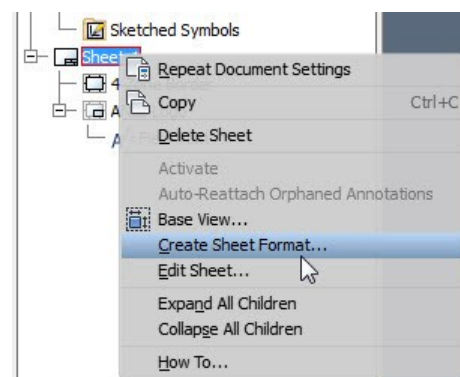 Sketched Symbols
Sheet
Repeat Document Settings
4
Copy Ctrl+C
A
Delete Sheet
A
Activate
Auto-Reattach Orphaned Annotations
Base View...
Create Sheet Format...
Edit Sheet...
Expand All Children
Collapse All Children
How To...